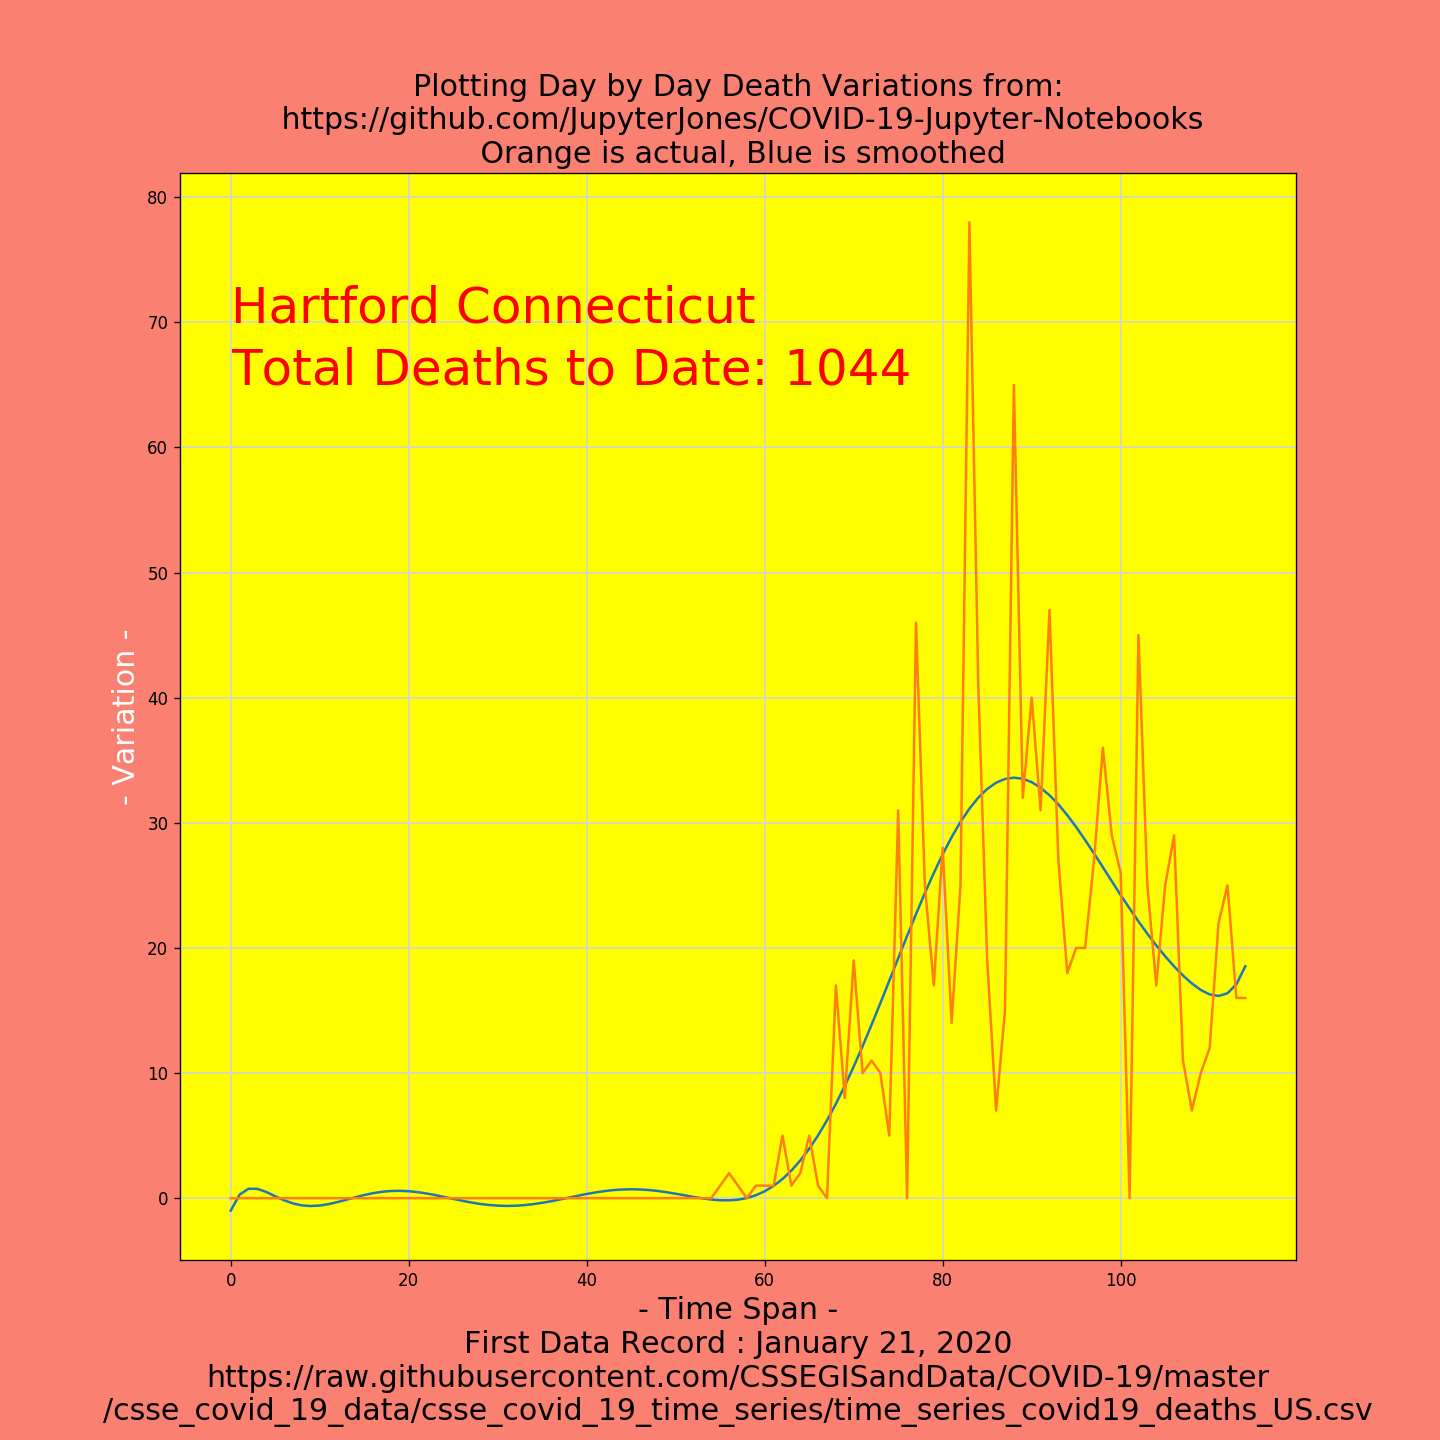 Plotting Day by Day Death Variations from:
https://github.com/JupyterJones/COVID-19-Jupyter-Notebooks
Orange is actual, Blue is smoothed
80
70
60
50
40
30
20
10
0
Hartford Connecticut
Total Deaths to Date: 1044
- Variation -
0 20 40 60 80 100
- Time Span -
First Data Record : January 21, 2020
https://raw.githubusercontent.com/CSSEGISandData/COVID-19/master
/csse_covid_19_data/csse_covid_19_time_series/time_series_covid19_deaths_US.csv